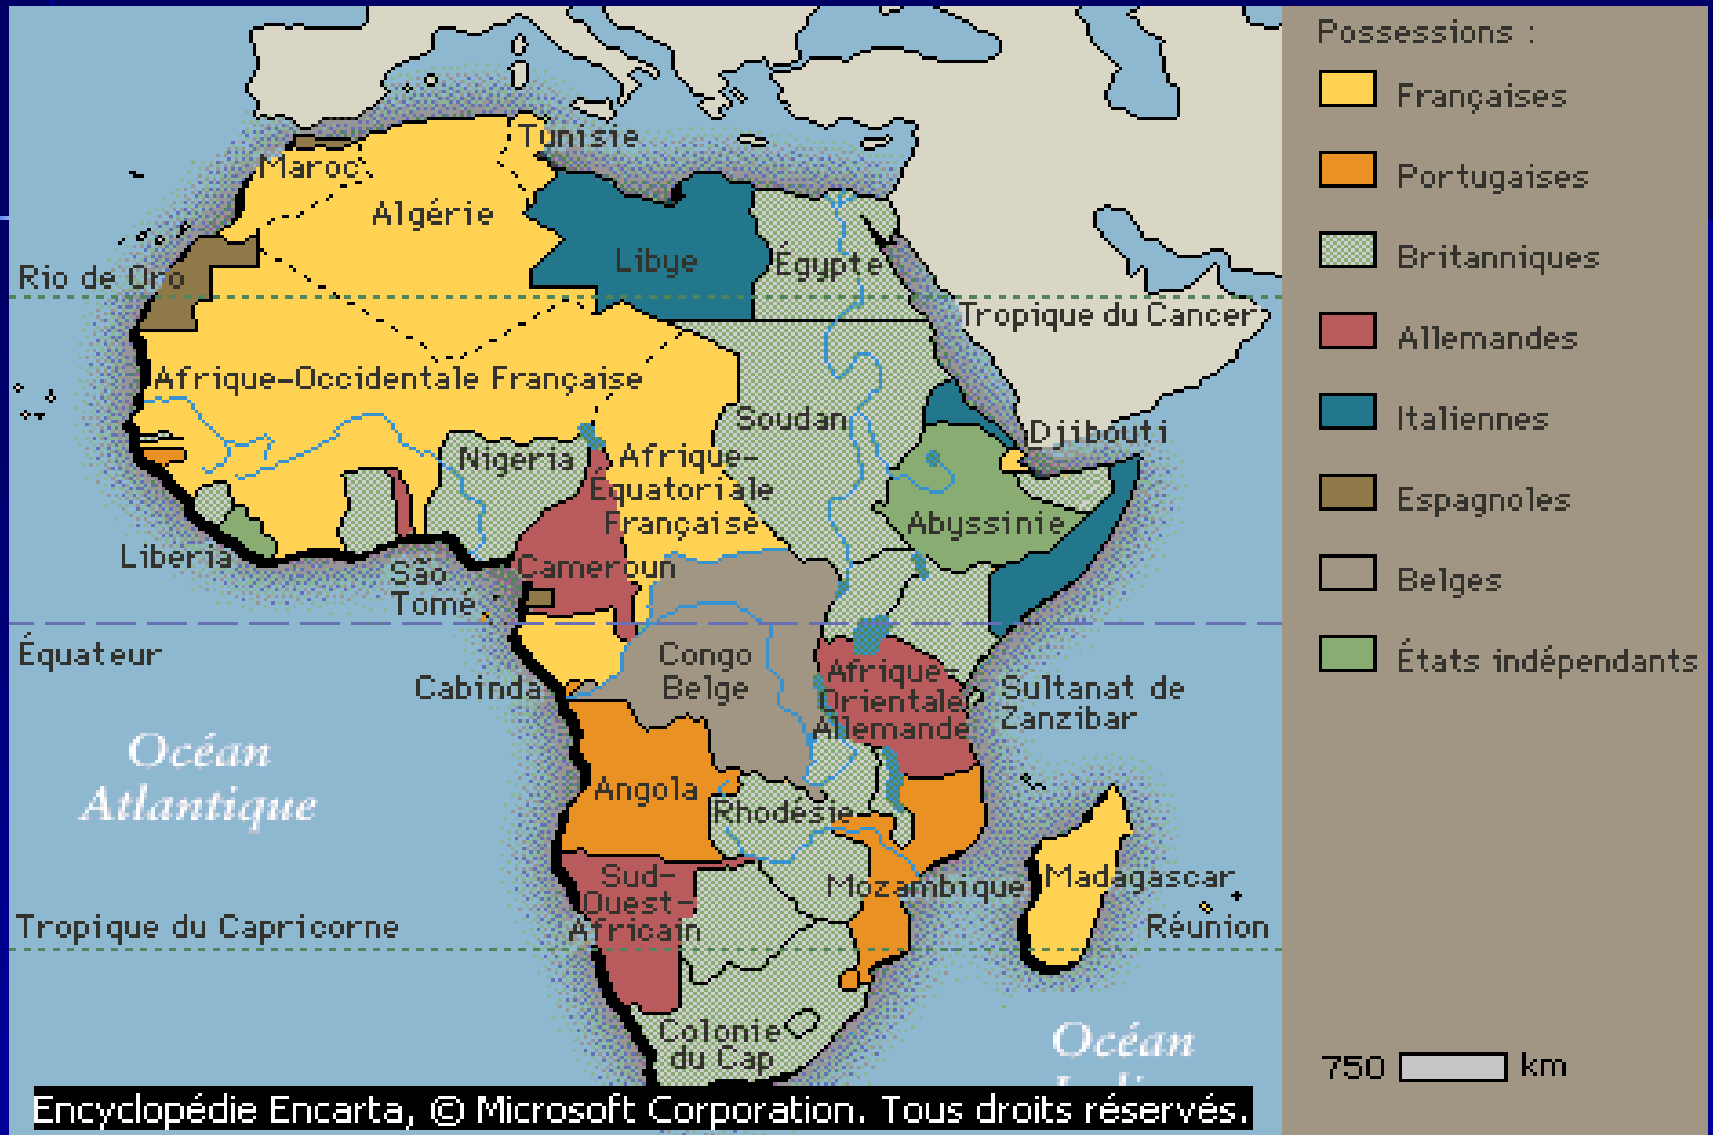 Possessions :
Françaises
Portugaises
Britanniques
Allemandes
Italiennes
Espagnoles
Belges
États indépendants
750 km
Tunisie
Maroc
Algérie
Libye
Égypte
Rio de Oro
Tropique du Cancer
Afrique-Occidentale Française
Soudan
Djibouti
Nigeria
Afrique-
Équatoriale
Française
Abyssinie
Liberia
São
Tomé
Cameroun
Équateur
Congo
Belge
Cabinda
Afrique-
Orientale
Allemande
Sultanat de
Zanzibar
Océan
Atlantique
Angola
Rhodésie
Mozambique
Madagascar
Réunion
Sud-
Ouest-
Africain
Tropique du Capricorne
Colonie
du Cap
Océan
Encyclopédie Encarta, © Microsoft Corporation. Tous droits réservés.